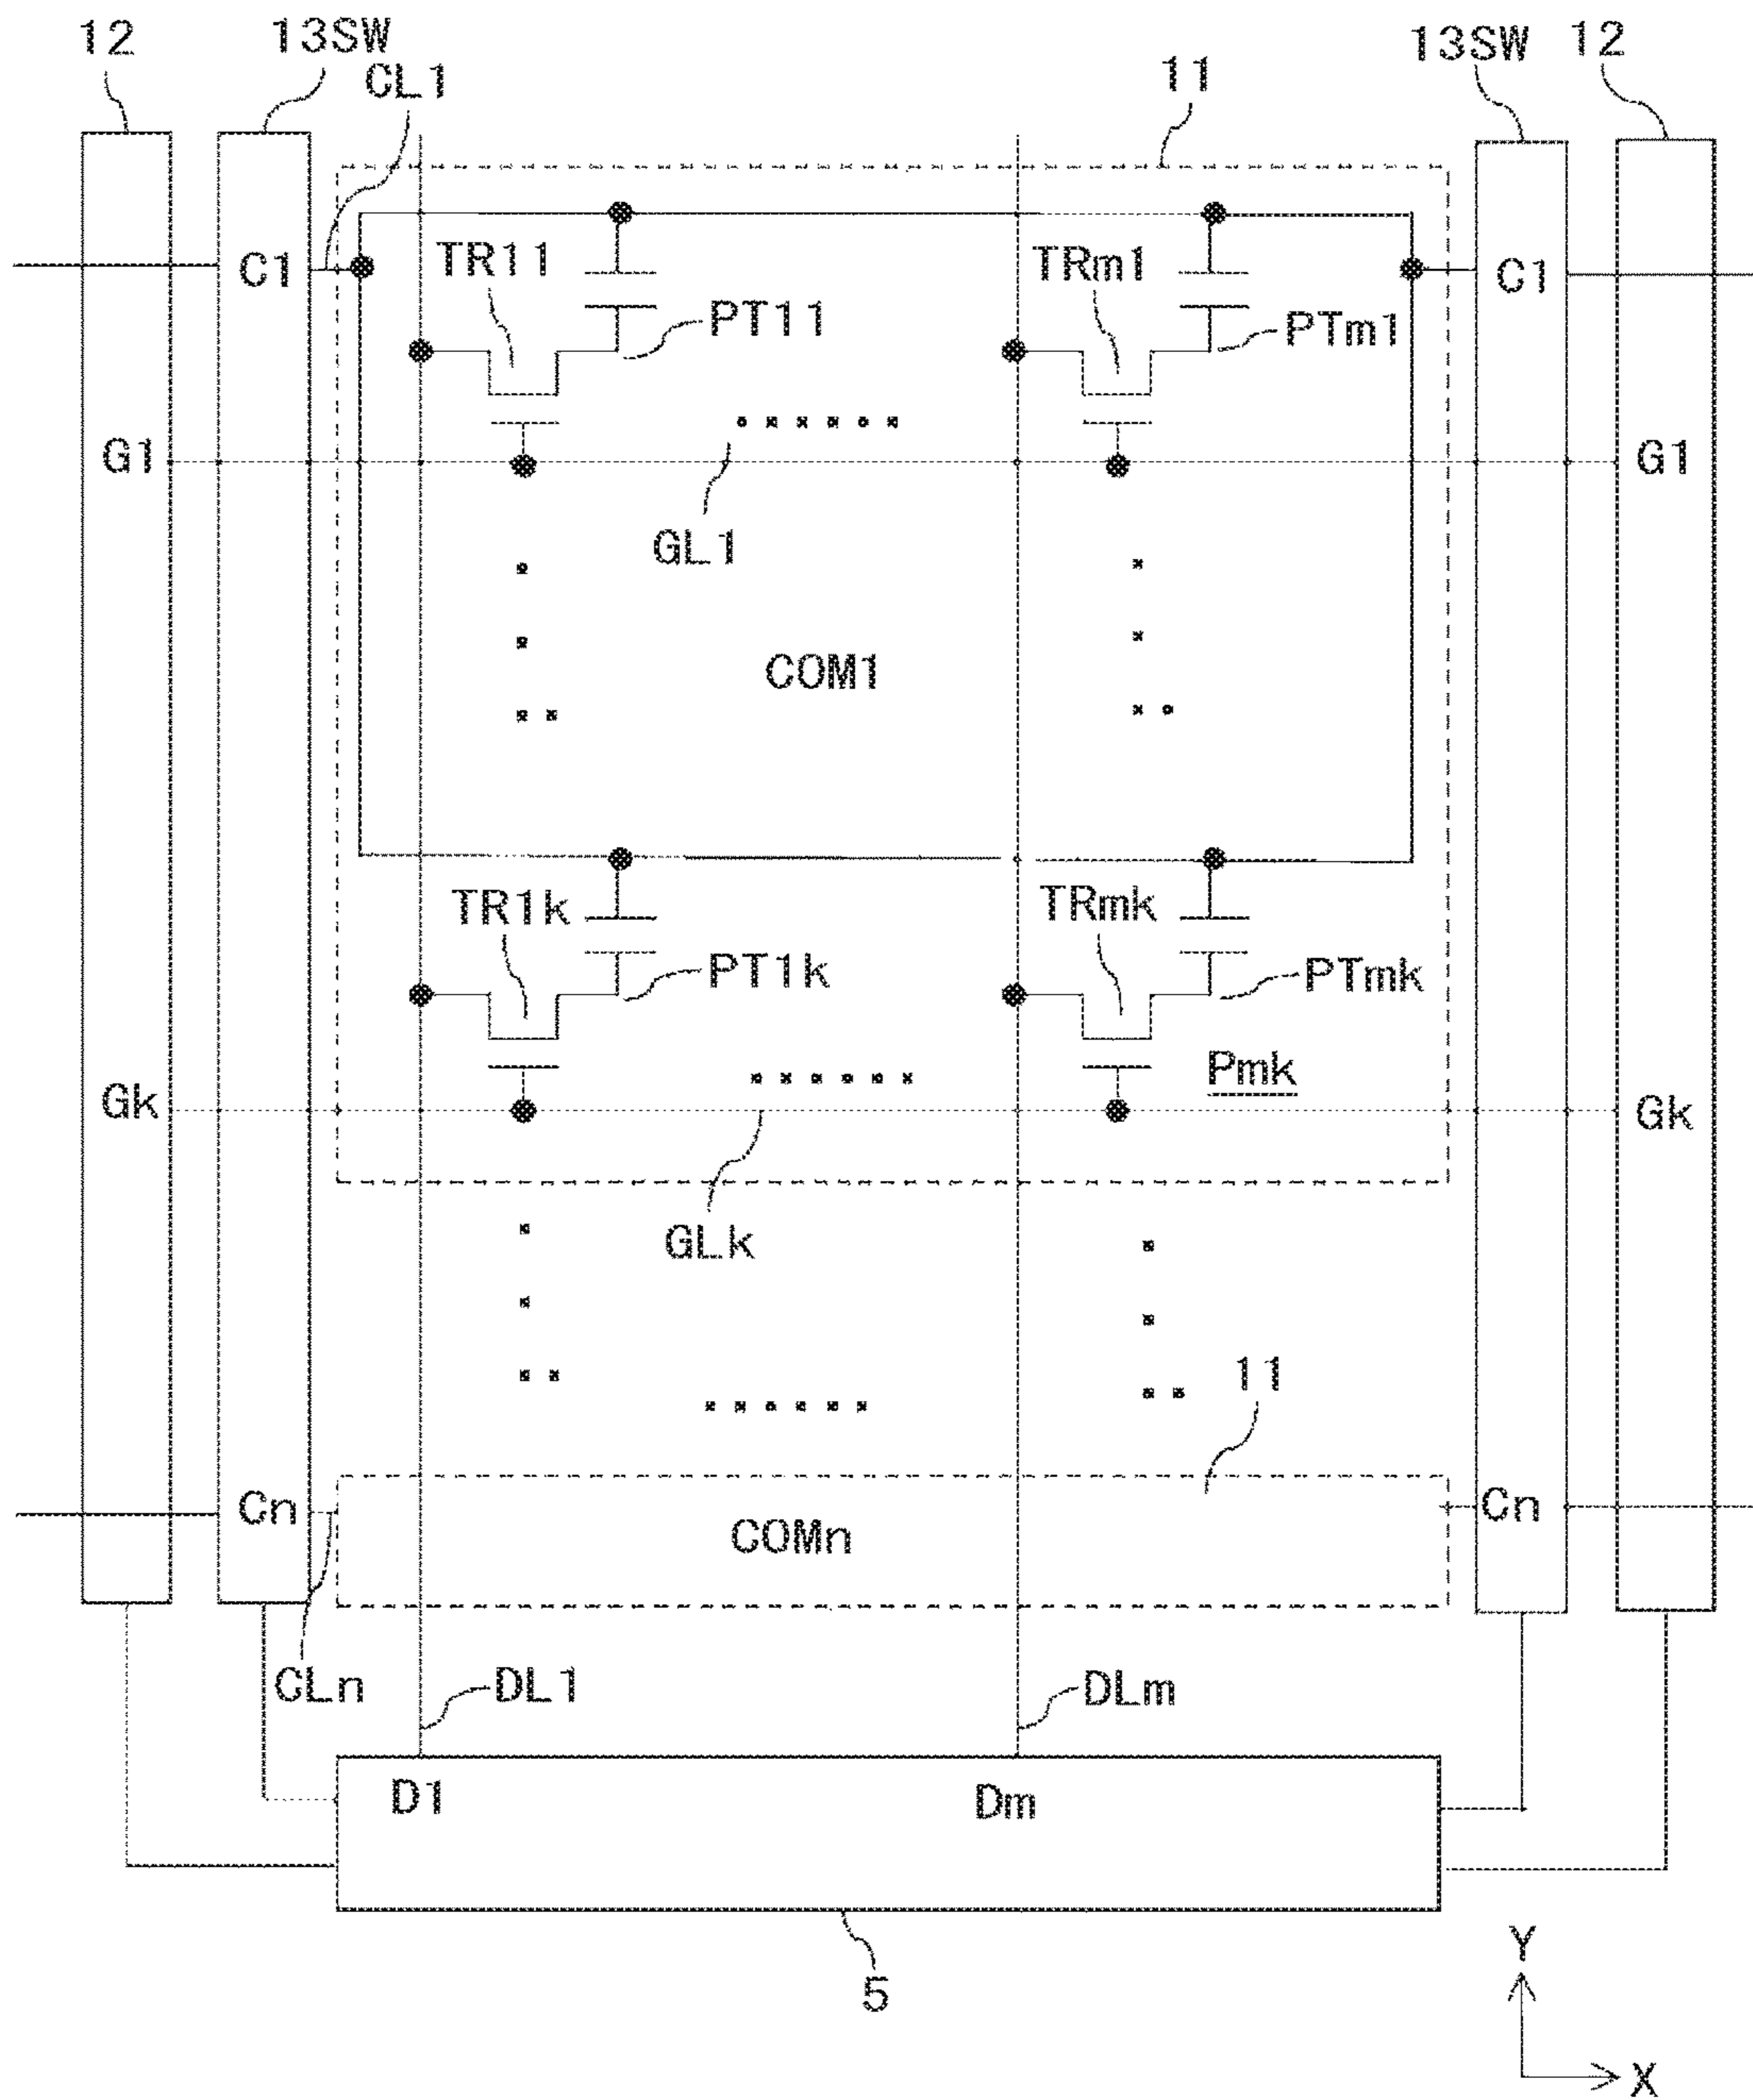 12 13SW 13SW 12
CL1 11
C1 TR11 TRm1 C1
PT11 PTm1
G1 G1
GL1
COM1
TR1k TRmk
PT1k PTmk
Pmk
Gk Gk
GLk
11
Cn Cn
COMn
CLn DL1 DLm
D1 Dm
5
Y
X